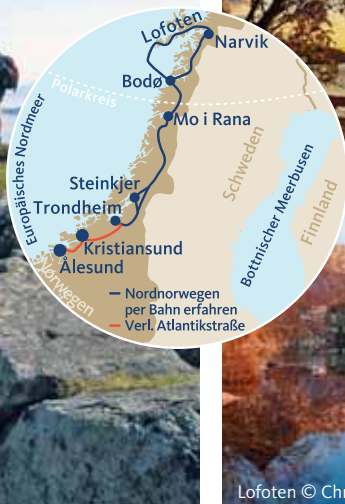 Lofoten
Narvik
Bodø
Polarkreis
Mo i Rana
Europäisches Nordmeer
Schweden
Bottnischer Meerbusen
Finnland
Steinkjer
Trondheim
Kristiansund
Ålesund
Norwegen
Nordnorwegen
per Bahn erfahren
Verl. Atlantikstraße
Lofoten ©